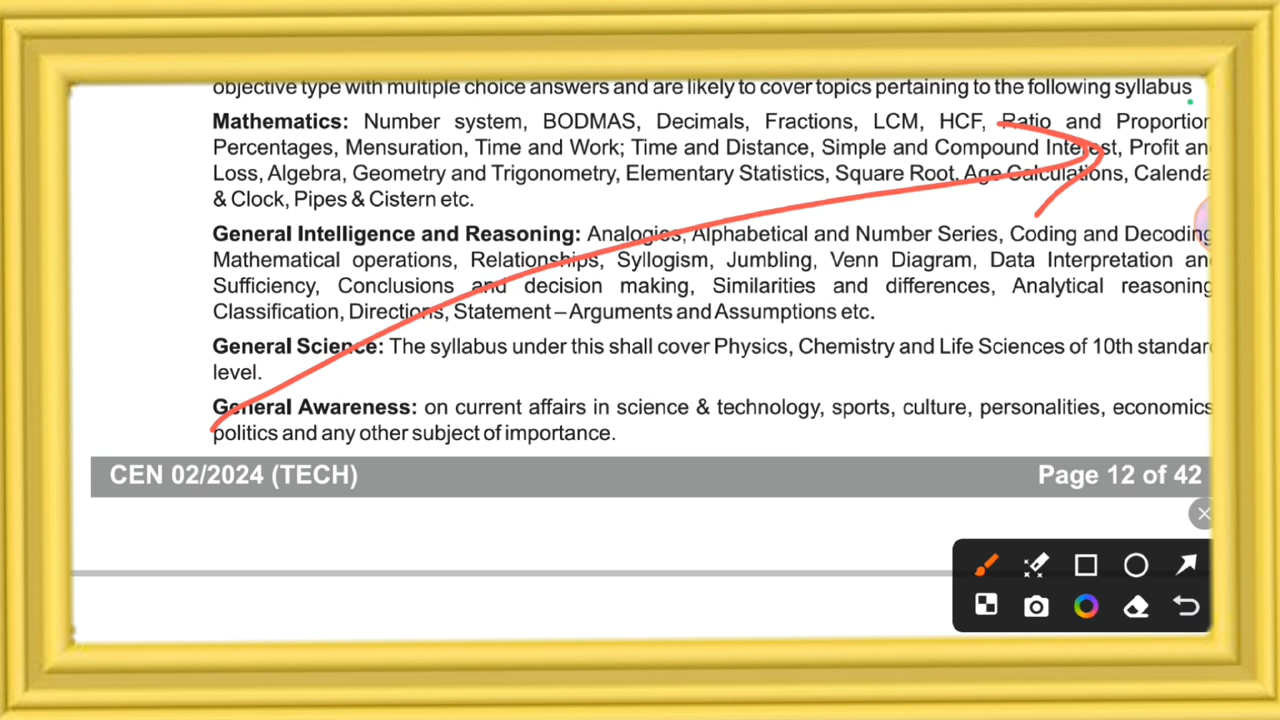 objective type with multiple choice answers and are likely to cover topics pertaining to the following syllabus
Mathematics: Number system, BODMAS, Decimals, Fractions, LCM, HCF, Ratio and Proportion
Percentages, Mensuration, Time and Work; Time and Distance, Simple and Compound Interest, Profit an
Loss, Algebra, Geometry and Trigonometry, Elementary Statistics, Square Root, Age Calculations, Calenda
& Clock, Pipes & Cistern etc.
General Intelligence and Reasoning: Analogies, Alphabetical and Number Series, Coding and Decoding
Mathematical operations, Relationships, Syllogism, Jumbling, Venn Diagram, Data Interpretation an
Sufficiency, Conclusions and decision making, Similarities and differences, Analytical reasoning
Classification, Directions, Statement – Arguments and Assumptions etc.
General Science: The syllabus under this shall cover Physics, Chemistry and Life Sciences of 10th standar
level.
General Awareness: on current affairs in science & technology, sports, culture, personalities, economics
politics and any other subject of importance.
CEN 02/2024 (TECH) Page 12 of 42